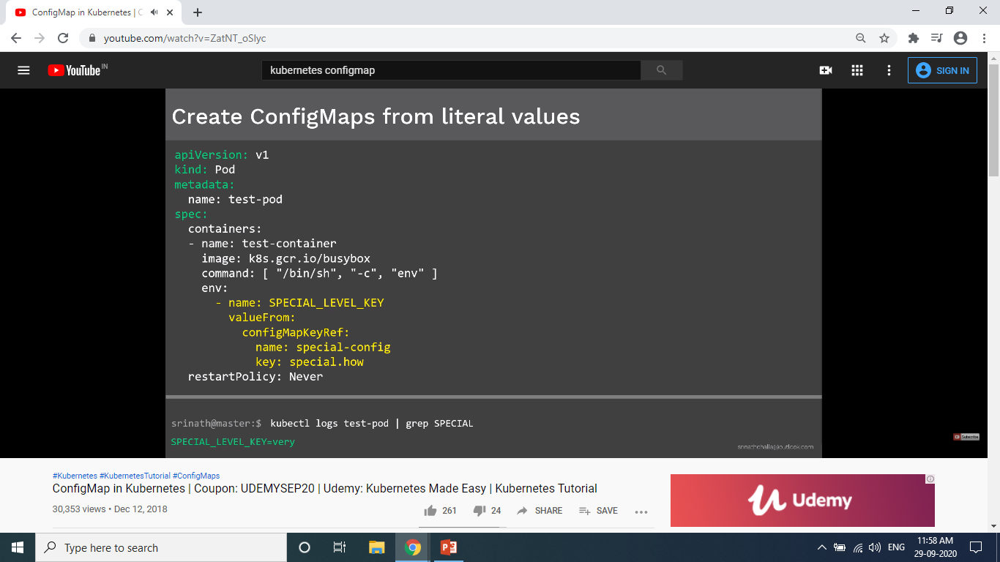 ConfigMap in Kubernetes | C
youtube.com/watch?v=ZatNT_oSlyc
YouTube IN
kubernetes configmap
SIGN IN
Create ConfigMaps from literal values
apiVersion: v1
kind: Pod
metadata:
  name: test-pod
spec:
  containers:
  - name: test-container
    image: k8s.gcr.io/busybox
    command: [ "/bin/sh", "-c", "env" ]
    env:
      - name: SPECIAL_LEVEL_KEY
        valueFrom:
          configMapKeyRef:
            name: special-config
            key: special.how
  restartPolicy: Never
srinath@master:$ kubectl logs test-pod | grep SPECIAL
SPECIAL_LEVEL_KEY=very
Subscribe
srinathchalla@outlook.com
#Kubernetes #KubernetesTutorial #ConfigMaps
ConfigMap in Kubernetes | Coupon: UDEMYSEP20 | Udemy: Kubernetes Made Easy | Kubernetes Tutorial
30,353 views • Dec 12, 2018
261
24
SHARE
SAVE
Udemy
Type here to search
ENG
11:58 AM
29-09-2020